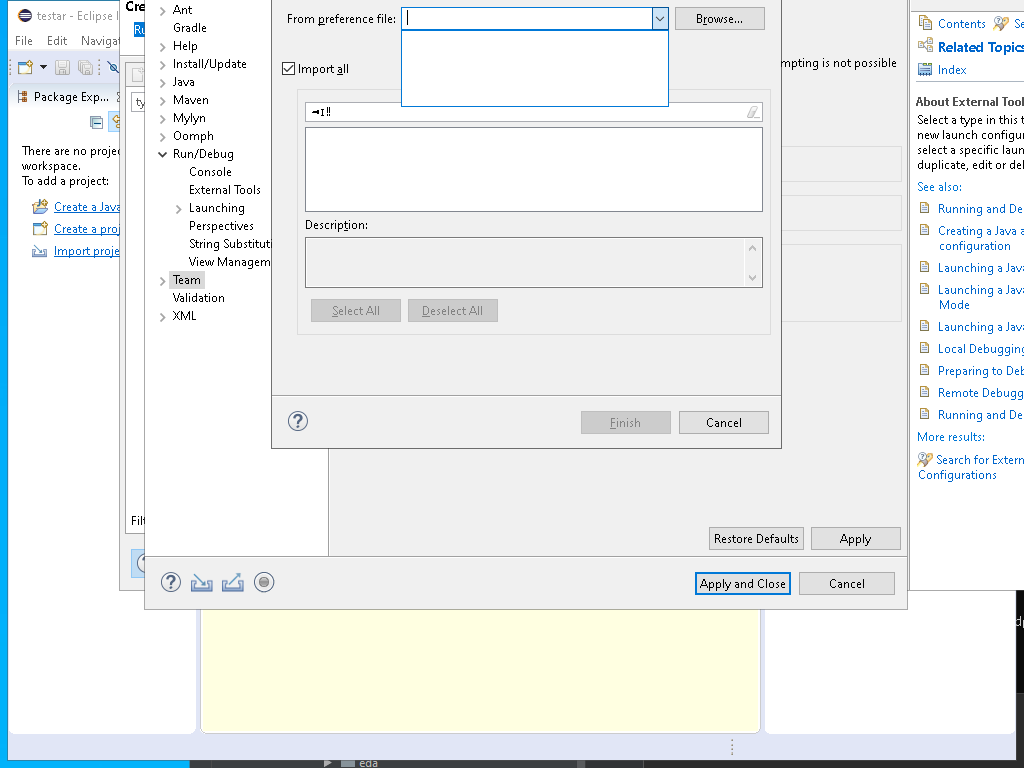 testar - Eclipse I
File Edit Naviga
Package Exp...
There are no proje
workspace.
To add a project:
Create a Java
Create a proj
Import proje
Cre
Ru
ty
Filt
Ant
Gradle
Help
Install/Update
Java
Maven
Mylyn
Oomph
Run/Debug
Console
External Tools
Launching
Perspectives
String Substituti
View Managem
Team
Validation
XML
From preference file:
Browse...
Import all
Description:
Select All
Deselect All
Finish
Cancel
mpting is not possible
Restore Defaults
Apply
Apply and Close
Cancel
Contents
Se
Related Topics
Index
About External Tool
Select a type in this t
new launch configur
select a specific laun
duplicate, edit or del
See also:
Running and De
Creating a Java a
configuration
Launching a Java
Launching a Java
Mode
Launching a Java
Local Debugging
Preparing to Deb
Remote Debugg
Running and De
More results:
Search for Extern
Configurations
eda